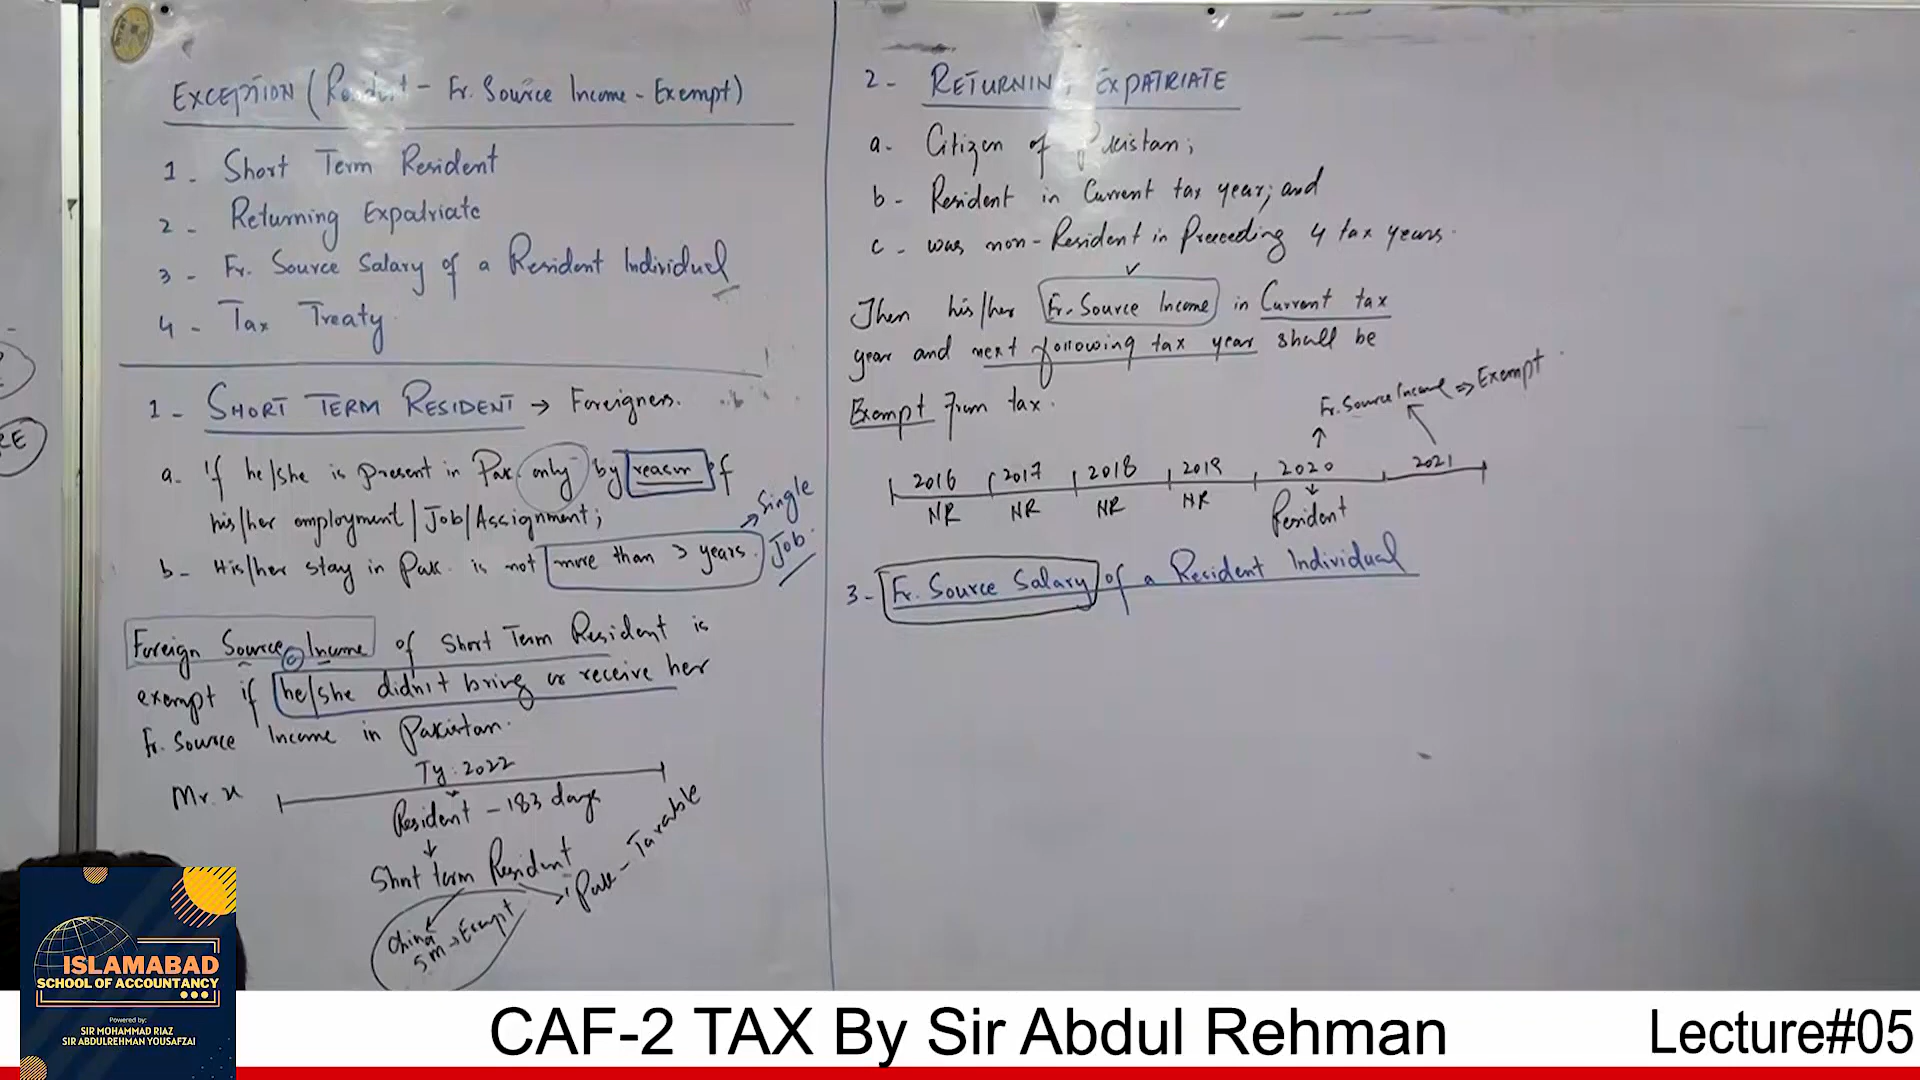 EXCEPTION (Resident - Fr. Source Income - Exempt)
1 - Short Term Resident
2 - Returning Expatriate
3 - Fr. Source Salary of a Resident Individual
4 - Tax Treaty
1 - SHORT TERM RESIDENT → Foreigners.
a. If he/she is present in Pak. only by reason of
his/her employment/Job/Assignment;
b - His/her stay in Pak. is not more than 3 years.
→ Single
Job.
Foreign Source Income of Short Term Resident is
exempt if he/she didn't bring or receive her
Fr. Source Income in Pakistan.
Ty. 2022
Mr. X
Resident - 183 days
↓
Short term Resident
Pak - Taxable
China
5m → Exempt
2 - RETURNING EXPATRIATE
a - Citizen of Pakistan;
b - Resident in Current tax year; and
c - was non-Resident in Preceeding 4 tax years.
Then his/her Fr. Source Income in Current tax
year and next following tax year shall be
Exempt from tax.
Fr. Source Income ⇒ Exempt
2016 2017 2018 2019 2020 2021
NR NR NR NR Resident
3 - Fr. Source Salary of a Resident Individual
RE
ISLAMABAD
SCHOOL OF ACCOUNTANCY
Powered by:
SIR MOHAMMAD RIAZ
SIR ABDULREHMAN YOUSAFZAI
CAF-2 TAX By Sir Abdul Rehman
Lecture#05